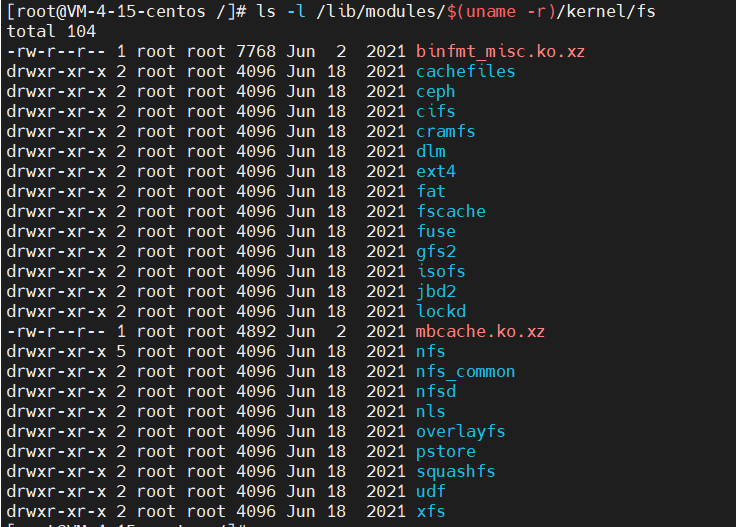 [root@VM-4-15-centos /]# ls -l /lib/modules/$(uname -r)/kernel/fs
total 104
-rw-r--r-- 1 root root 7768 Jun  2  2021 binfmt_misc.ko.xz
drwxr-xr-x 2 root root 4096 Jun 18  2021 cachefiles
drwxr-xr-x 2 root root 4096 Jun 18  2021 ceph
drwxr-xr-x 2 root root 4096 Jun 18  2021 cifs
drwxr-xr-x 2 root root 4096 Jun 18  2021 cramfs
drwxr-xr-x 2 root root 4096 Jun 18  2021 dlm
drwxr-xr-x 2 root root 4096 Jun 18  2021 ext4
drwxr-xr-x 2 root root 4096 Jun 18  2021 fat
drwxr-xr-x 2 root root 4096 Jun 18  2021 fscache
drwxr-xr-x 2 root root 4096 Jun 18  2021 fuse
drwxr-xr-x 2 root root 4096 Jun 18  2021 gfs2
drwxr-xr-x 2 root root 4096 Jun 18  2021 isofs
drwxr-xr-x 2 root root 4096 Jun 18  2021 jbd2
drwxr-xr-x 2 root root 4096 Jun 18  2021 lockd
-rw-r--r-- 1 root root 4892 Jun  2  2021 mbcache.ko.xz
drwxr-xr-x 5 root root 4096 Jun 18  2021 nfs
drwxr-xr-x 2 root root 4096 Jun 18  2021 nfs_common
drwxr-xr-x 2 root root 4096 Jun 18  2021 nfsd
drwxr-xr-x 2 root root 4096 Jun 18  2021 nls
drwxr-xr-x 2 root root 4096 Jun 18  2021 overlayfs
drwxr-xr-x 2 root root 4096 Jun 18  2021 pstore
drwxr-xr-x 2 root root 4096 Jun 18  2021 squashfs
drwxr-xr-x 2 root root 4096 Jun 18  2021 udf
drwxr-xr-x 2 root root 4096 Jun 18  2021 xfs